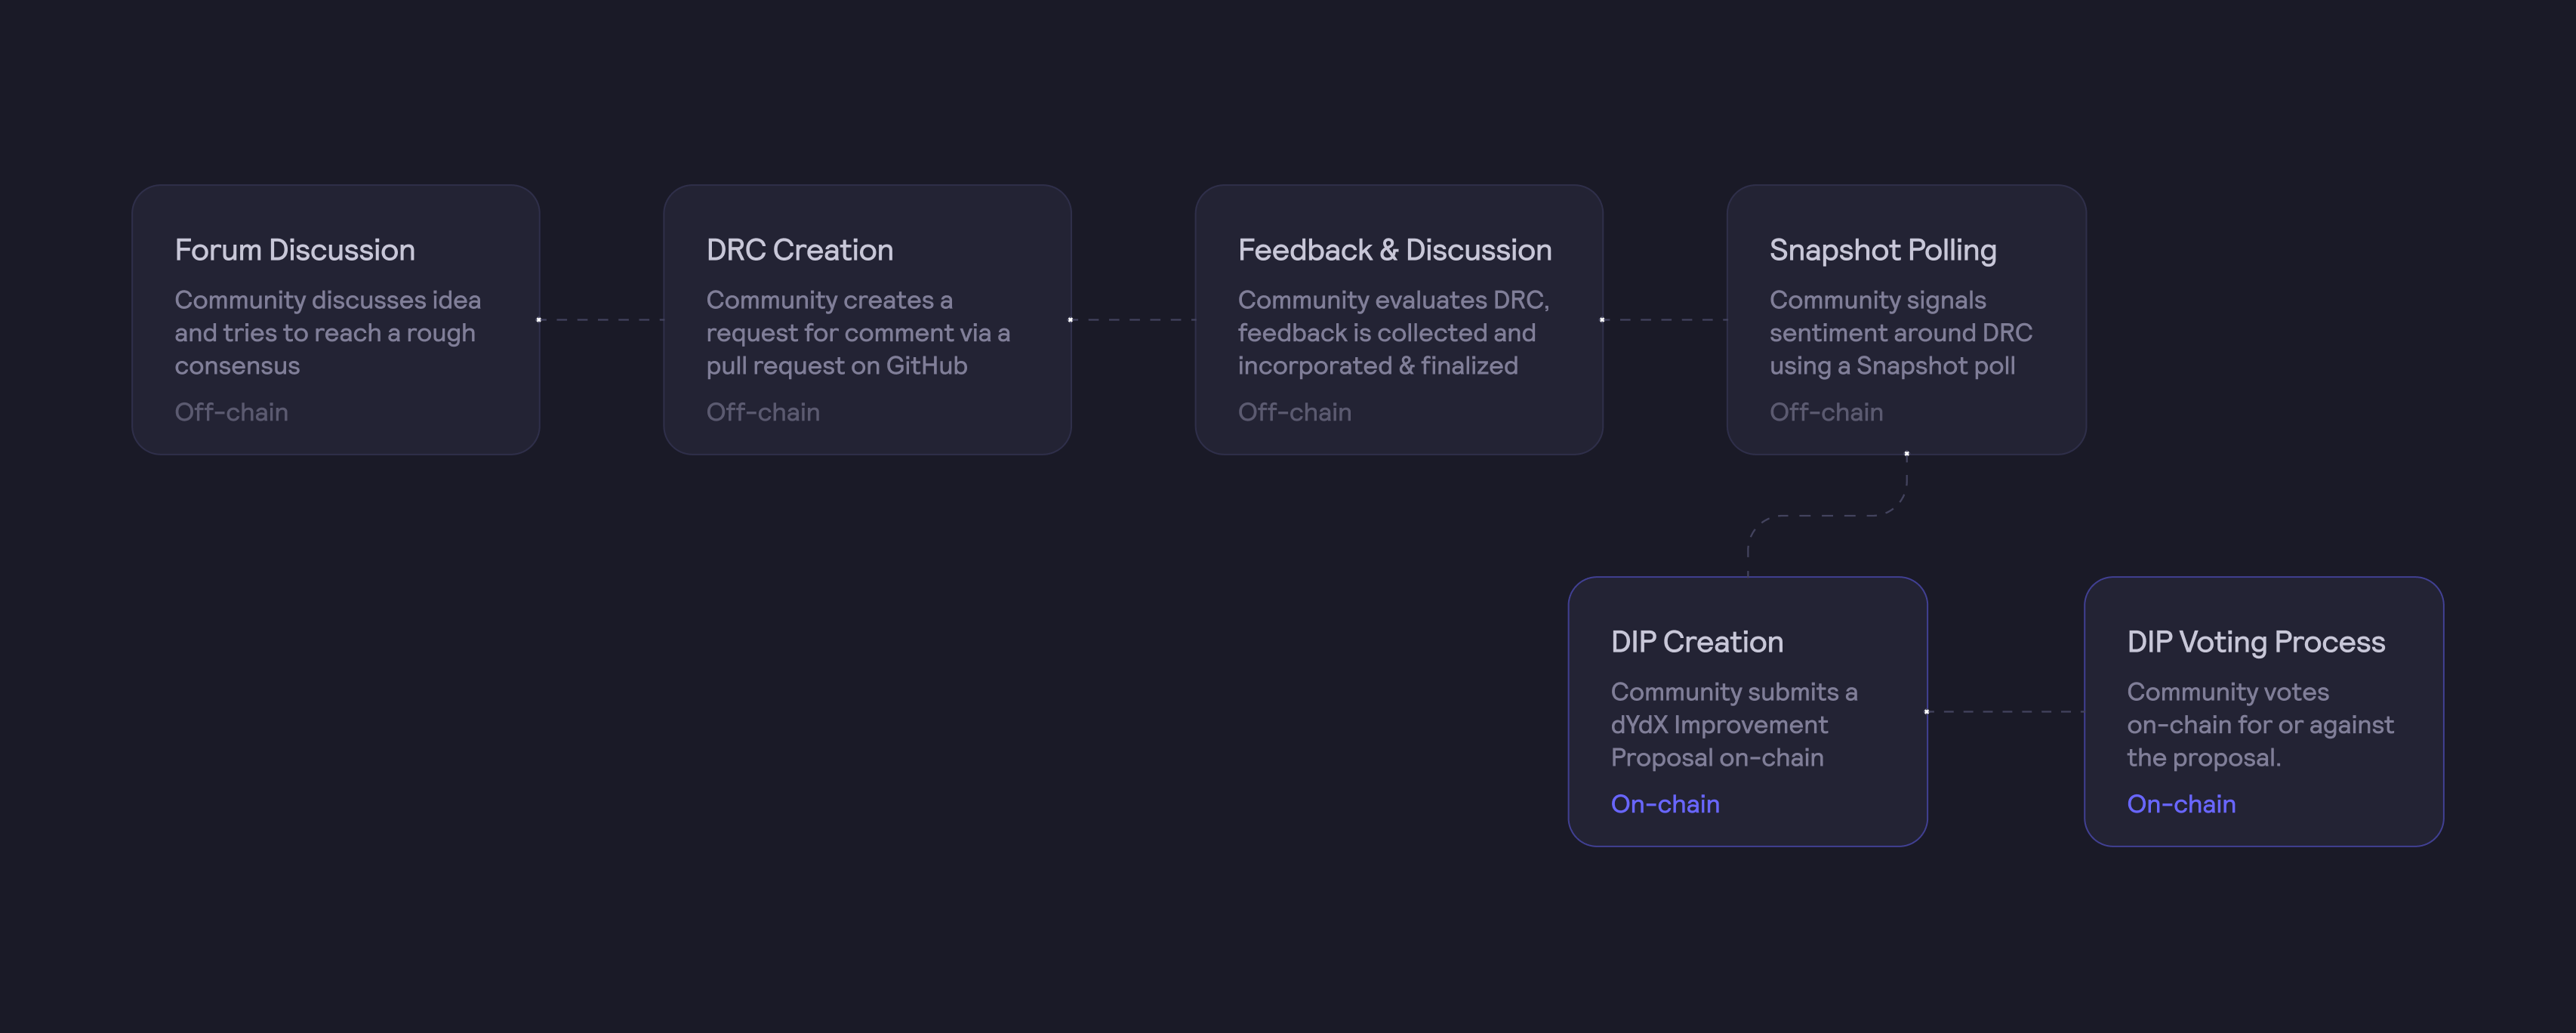 Forum Discussion
Community discusses idea
and tries to reach a rough
consensus
Off-chain
DRC Creation
Community creates a
request for comment via a
pull request on GitHub
Off-chain
Feedback & Discussion
Community evaluates DRC,
feedback is collected and
incorporated & finalized
Off-chain
Snapshot Polling
Community signals
sentiment around DRC
using a Snapshot poll
Off-chain
DIP Creation
Community submits a
dYdX Improvement
Proposal on-chain
On-chain
DIP Voting Process
Community votes
on-chain for or against
the proposal.
On-chain